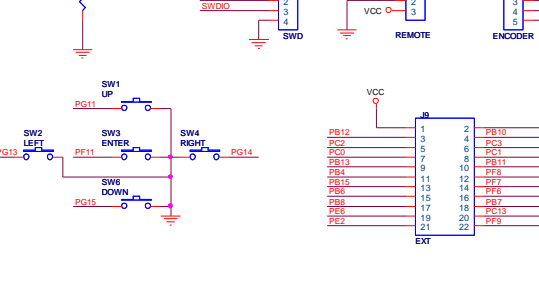 SWDIO
2
3
4
SWD
VCC
2
3
REMOTE
3
4
5
ENCODER
SW1
UP
PG11
SW2
LEFT
PG13
SW3
ENTER
PF11
SW4
RIGHT
PG14
SW6
DOWN
PG15
VCC
J9
1 2 PB10
PB12 3 4 PC3
PC2 5 6 PC1
PC0 7 8 PB11
PB13 9 10 PF8
PB4 11 12 PF7
PB15 13 14 PF6
PB6 15 16 PB7
PB8 17 18 PC13
PE6 19 20 PF9
PE2 21 22
EXT